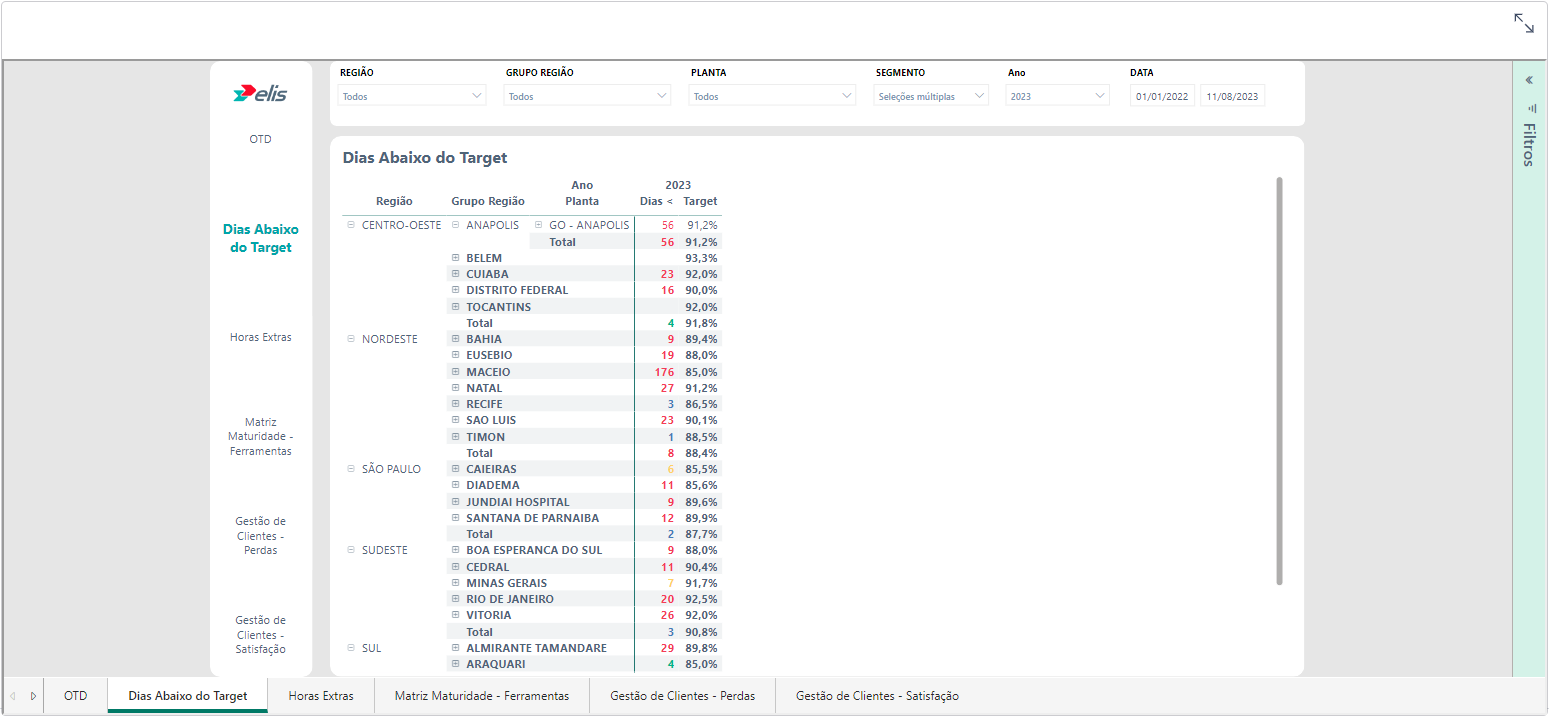 REGIÃO GRUPO REGIÃO PLANTA SEGMENTO Ano DATA
Todos Todos Todos Seleções múltiplas 2023 01/01/2022 11/08/2023
elis
OTD
Dias Abaixo
do Target
Horas Extras
Matriz
Maturidade -
Ferramentas
Gestão de
Clientes -
Perdas
Gestão de
Clientes -
Satisfação
Dias Abaixo do Target
Ano 2023
Região Grupo Região Planta Dias < Target
CENTRO-OESTE ANAPOLIS GO - ANAPOLIS 56 91,2%
Total 56 91,2%
BELEM 93,3%
CUIABA 23 92,0%
DISTRITO FEDERAL 16 90,0%
TOCANTINS 92,0%
Total 4 91,8%
NORDESTE BAHIA 9 89,4%
EUSEBIO 19 88,0%
MACEIO 176 85,0%
NATAL 27 91,2%
RECIFE 3 86,5%
SAO LUIS 23 90,1%
TIMON 1 88,5%
Total 8 88,4%
SÃO PAULO CAIEIRAS 6 85,5%
DIADEMA 11 85,6%
JUNDIAI HOSPITAL 9 89,6%
SANTANA DE PARNAIBA 12 89,9%
Total 2 87,7%
SUDESTE BOA ESPERANCA DO SUL 9 88,0%
CEDRAL 11 90,4%
MINAS GERAIS 7 91,7%
RIO DE JANEIRO 20 92,5%
VITORIA 26 92,0%
Total 3 90,8%
SUL ALMIRANTE TAMANDARE 29 89,8%
ARAQUARI 4 85,0%
Filtros
OTD Dias Abaixo do Target Horas Extras Matriz Maturidade - Ferramentas Gestão de Clientes - Perdas Gestão de Clientes - Satisfação